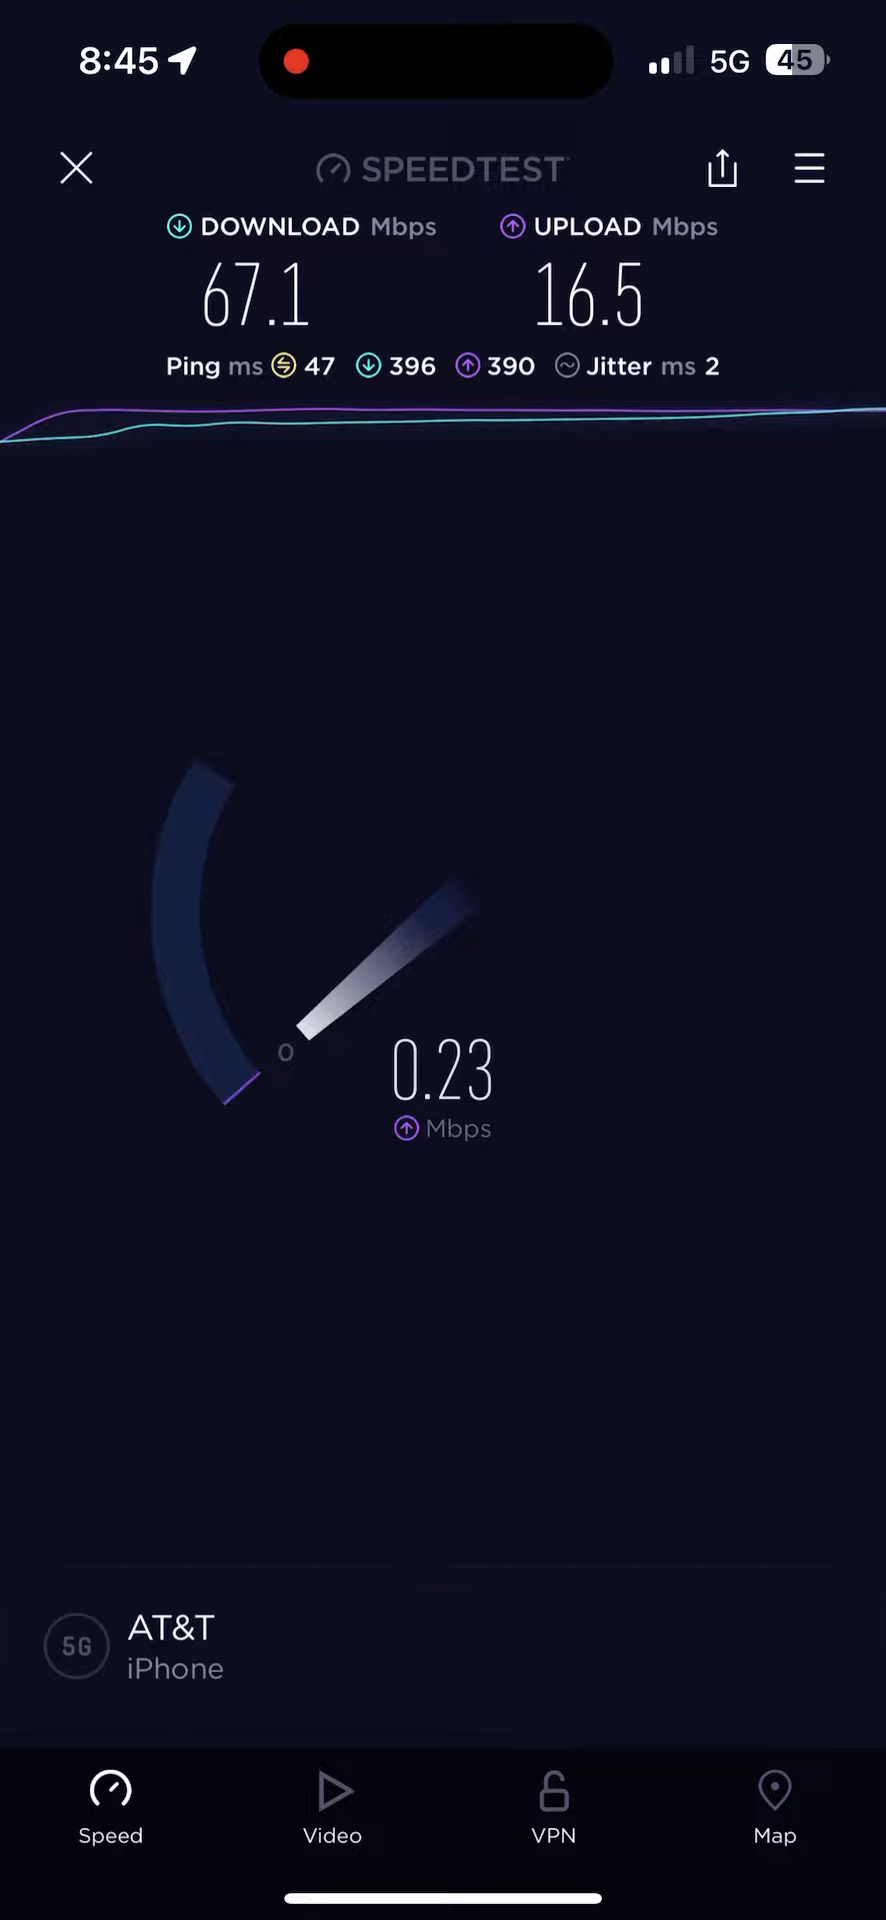 8:45 5G 45
SPEEDTEST
DOWNLOAD Mbps UPLOAD Mbps
67.1 16.5
Ping ms 47 396 390 Jitter ms 2
0
0.23
Mbps
5G AT&T
iPhone
Speed Video VPN Map